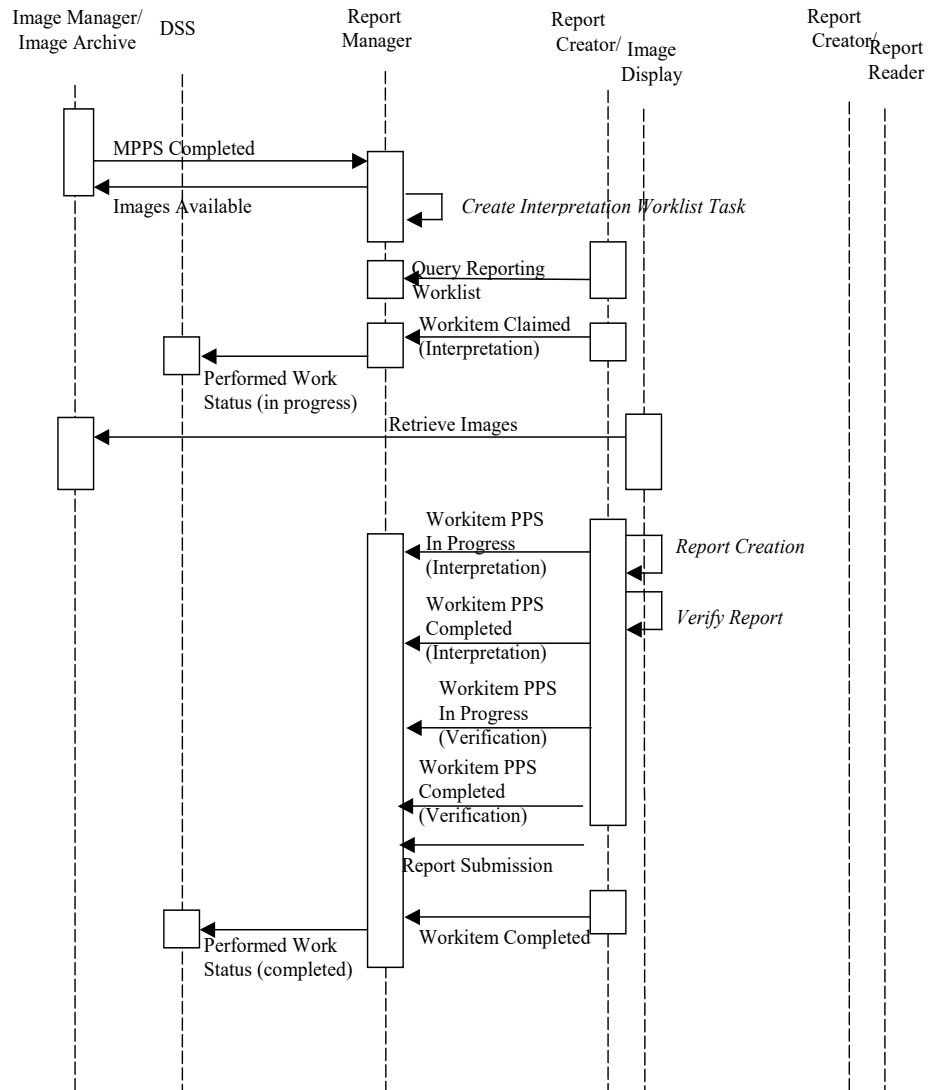 Image Manager/
Image Archive
DSS
Report
Manager
Report
Creator/
Image
Display
Report
Creator/
Report
Reader
MPPS Completed
Images Available
Create Interpretation Worklist Task
Query Reporting
Worklist
Workitem Claimed
(Interpretation)
Performed Work
Status (in progress)
Retrieve Images
Workitem PPS
In Progress
(Interpretation)
Report Creation
Workitem PPS
Completed
(Interpretation)
Verify Report
Workitem PPS
In Progress
(Verification)
Workitem PPS
Completed
(Verification)
Report Submission
Workitem Completed
Performed Work
Status (completed)